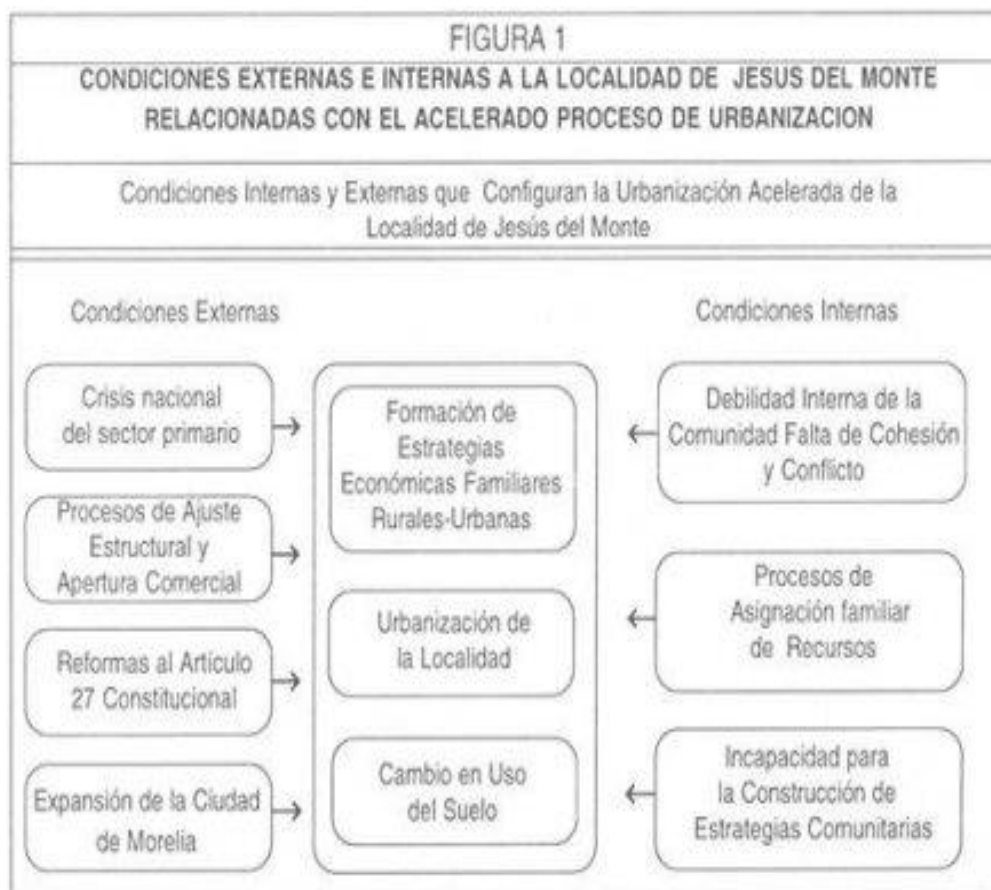 FIGURA 1
CONDICIONES EXTERNAS E INTERNAS A LA LOCALIDAD DE JESUS DEL MONTE
RELACIONADAS CON EL ACELERADO PROCESO DE URBANIZACION
Condiciones Internas y Externas que Configuran la Urbanización Acelerada de la
Localidad de Jesús del Monte
Condiciones Externas
Crisis nacional
del sector primario
Procesos de Ajuste
Estructural y
Apertura Comercial
Reformas al Artículo
27 Constitucional
Expansión de la Ciudad
de Morelia
Formación de
Estrategias
Económicas Familiares
Rurales-Urbanas
Urbanización de
la Localidad
Cambio en Uso
del Suelo
Condiciones Internas
Debilidad Interna de la
Comunidad Falta de Cohesión
y Conflicto
Procesos de
Asignación familiar
de Recursos
Incapacidad para
la Construcción de
Estrategias Comunitarias